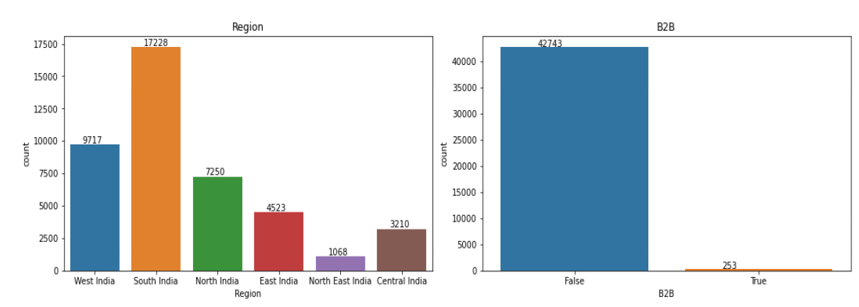 Region
17500
15000
12500
10000
7500
5000
2500
0
count
9717
17228
7250
4523
1068
3210
West India
South India
North India
East India
North East India
Central India
Region
B2B
40000
35000
30000
25000
20000
15000
10000
5000
0
count
42743
253
False
True
B2B